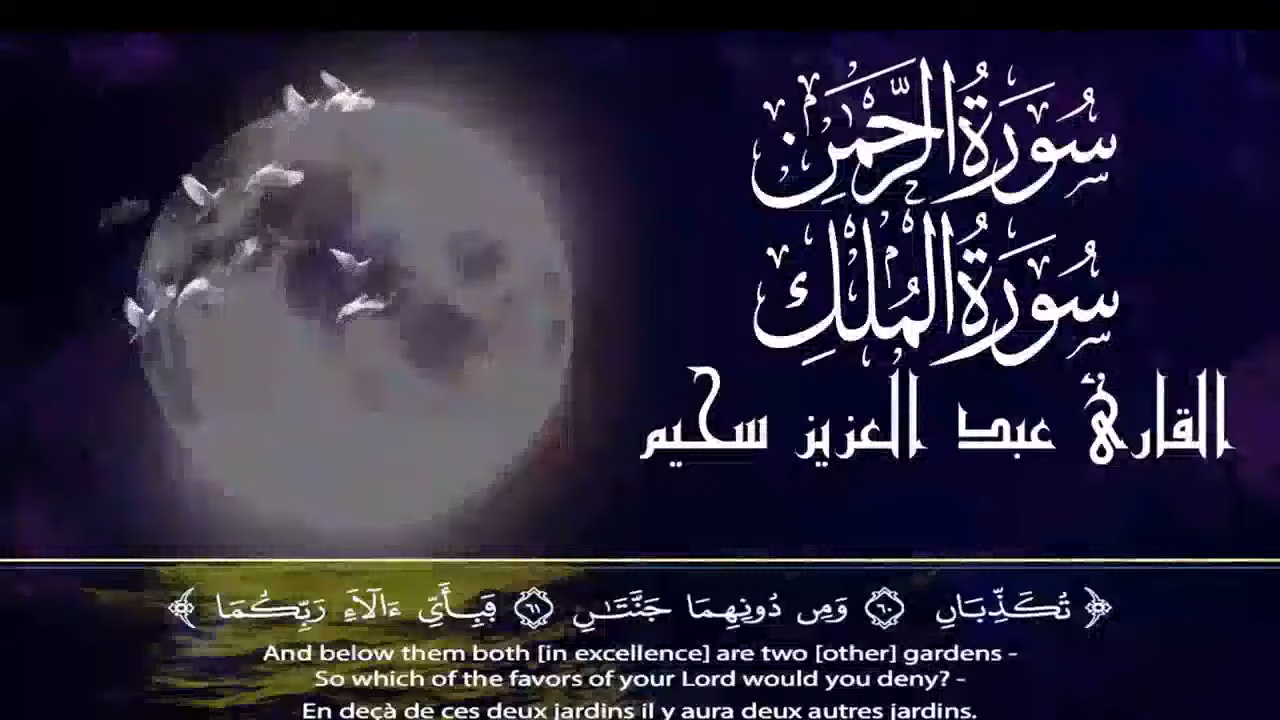 سُورَةُ الرَّحْمَٰنِ
سُورَةُ الْمُلْكِ
القارئ عبد العزيز سحيم
تُكَذِّبَانِ ٦٠ وَمِن دُونِهِمَا جَنَّتَانِ ٦١ فَبِأَيِّ ءَالَآءِ رَبِّكُمَا
And below them both [in excellence] are two [other] gardens -
So which of the favors of your Lord would you deny? -
En deçà de ces deux jardins il y aura deux autres jardins.